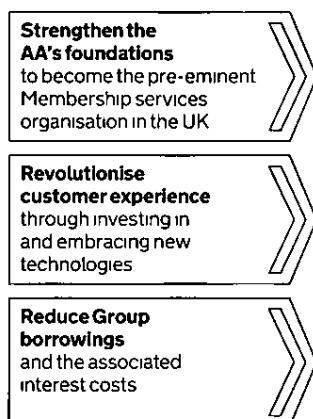 Strengthen the
AA's foundations
to become the pre-eminent
Membership services
organisation in the UK
Revolutionise
customer experience
through investing in
and embracing new
technologies
Reduce Group
borrowings
and the associated
interest costs